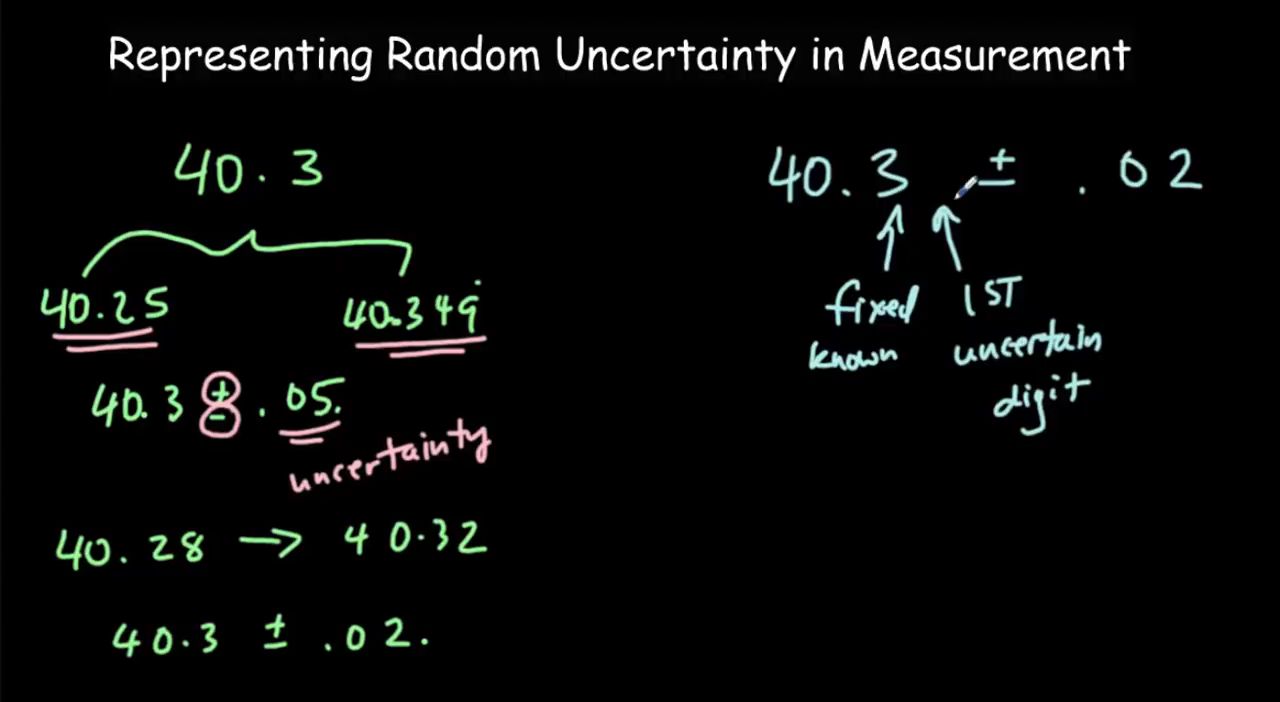 Representing Random Uncertainty in Measurement
40.3
40.25
40.349
40.3 ± .05.
uncertainty
40.28 → 40.32
40.3 ± .02.
40.3 ± .02
fixed
known
1ST
uncertain
digit